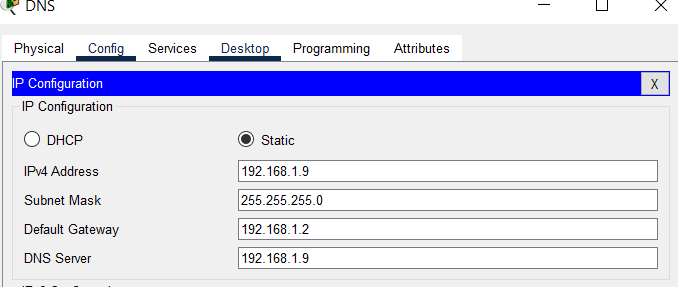 DNS
Physical Config Services Desktop Programming Attributes
IP Configuration X
IP Configuration
DHCP Static
IPv4 Address 192.168.1.9
Subnet Mask 255.255.255.0
Default Gateway 192.168.1.2
DNS Server 192.168.1.9